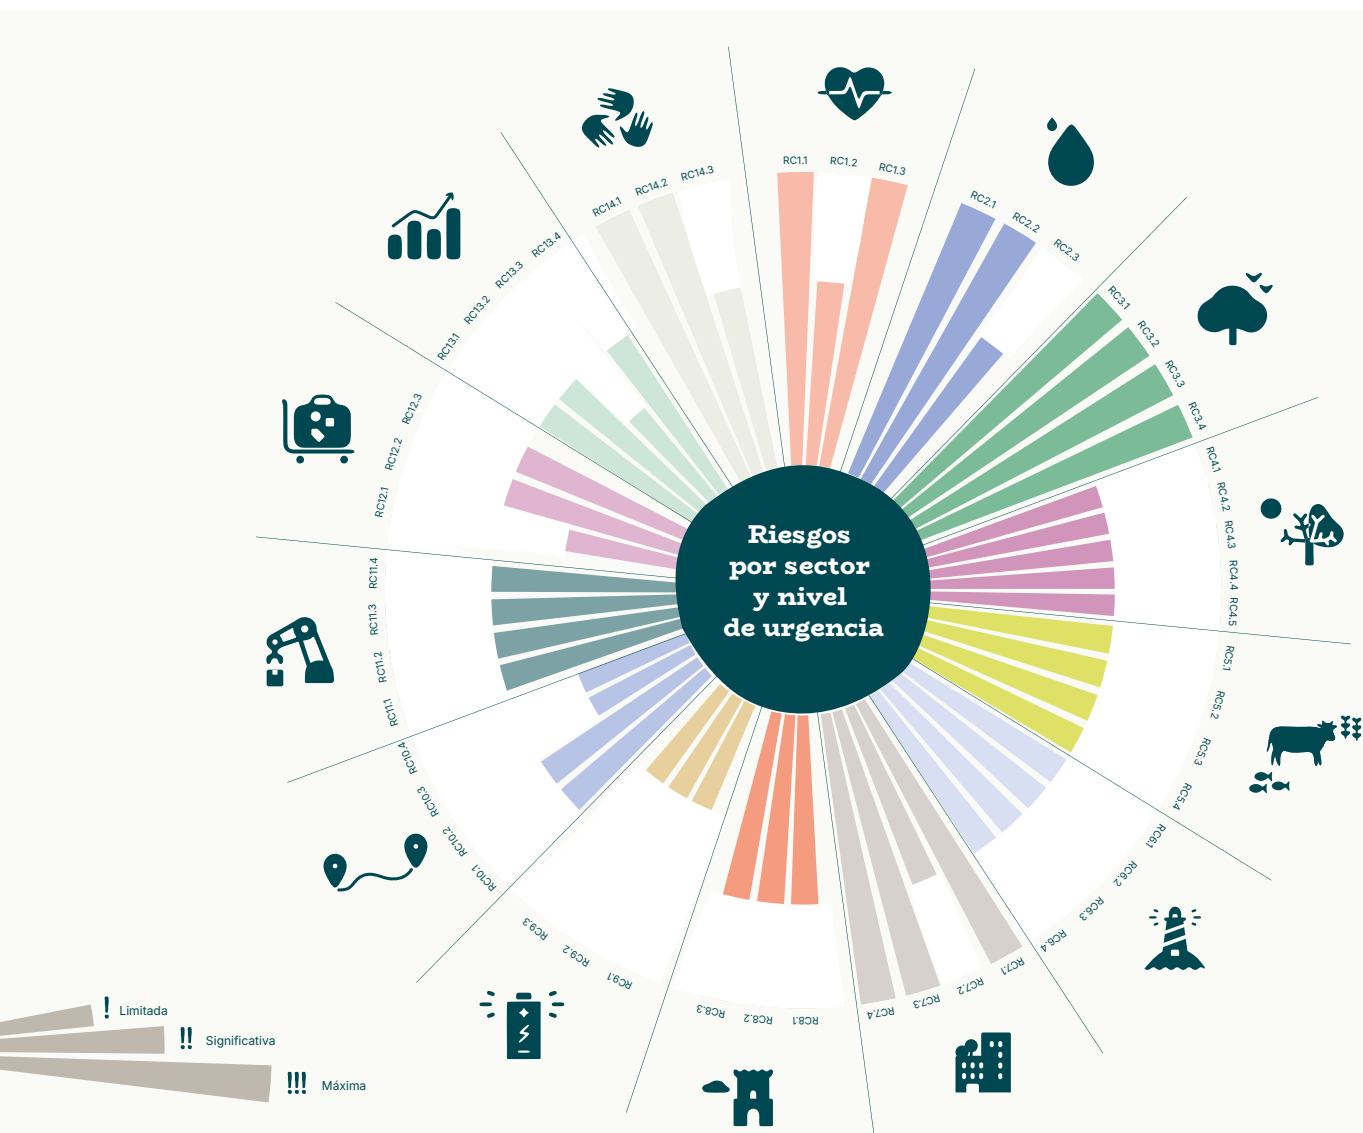 RC1.1
RC1.2
RC1.3
RC2.1
RC2.2
RC2.3
RC3.1
RC3.2
RC3.3
RC3.4
RC4.1
RC4.2
RC4.3
RC4.4
RC4.5
RC5.1
RC5.2
RC5.3
RC5.4
RC6.1
RC6.2
RC6.3
RC6.4
RC7.1
RC7.2
RC7.3
RC7.4
RC8.1
RC8.2
RC8.3
RC9.1
RC9.2
RC9.3
RC10.1
RC10.2
RC10.3
RC10.4
RC11.1
RC11.2
RC11.3
RC11.4
RC12.1
RC12.2
RC12.3
RC13.1
RC13.2
RC13.3
RC13.4
RC14.1
RC14.2
RC14.3
Riesgos
por sector
y nivel
de urgencia
! Limitada
!! Significativa
!!! Máxima